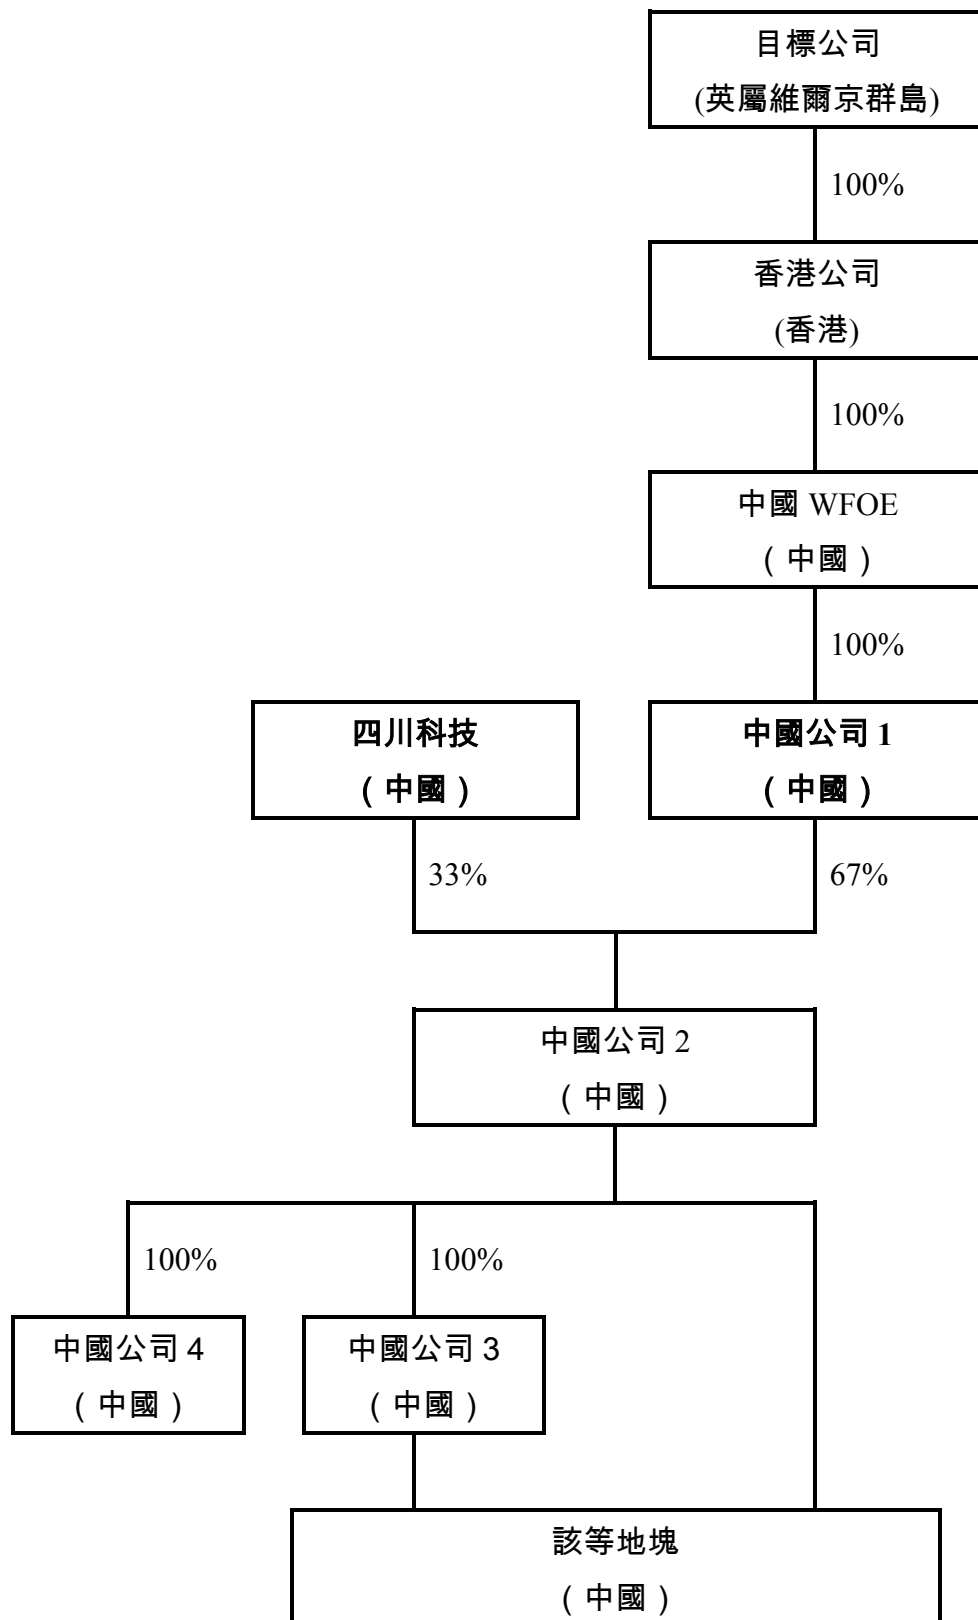 目標公司
(英屬維爾京群島)
100%
香港公司
(香港)
100%
中國 WFOE
（中國）
100%
四川科技
（中國）
中國公司 1
（中國）
33%
67%
中國公司 2
（中國）
100%
100%
中國公司 4
（中國）
中國公司 3
（中國）
該等地塊
（中國）